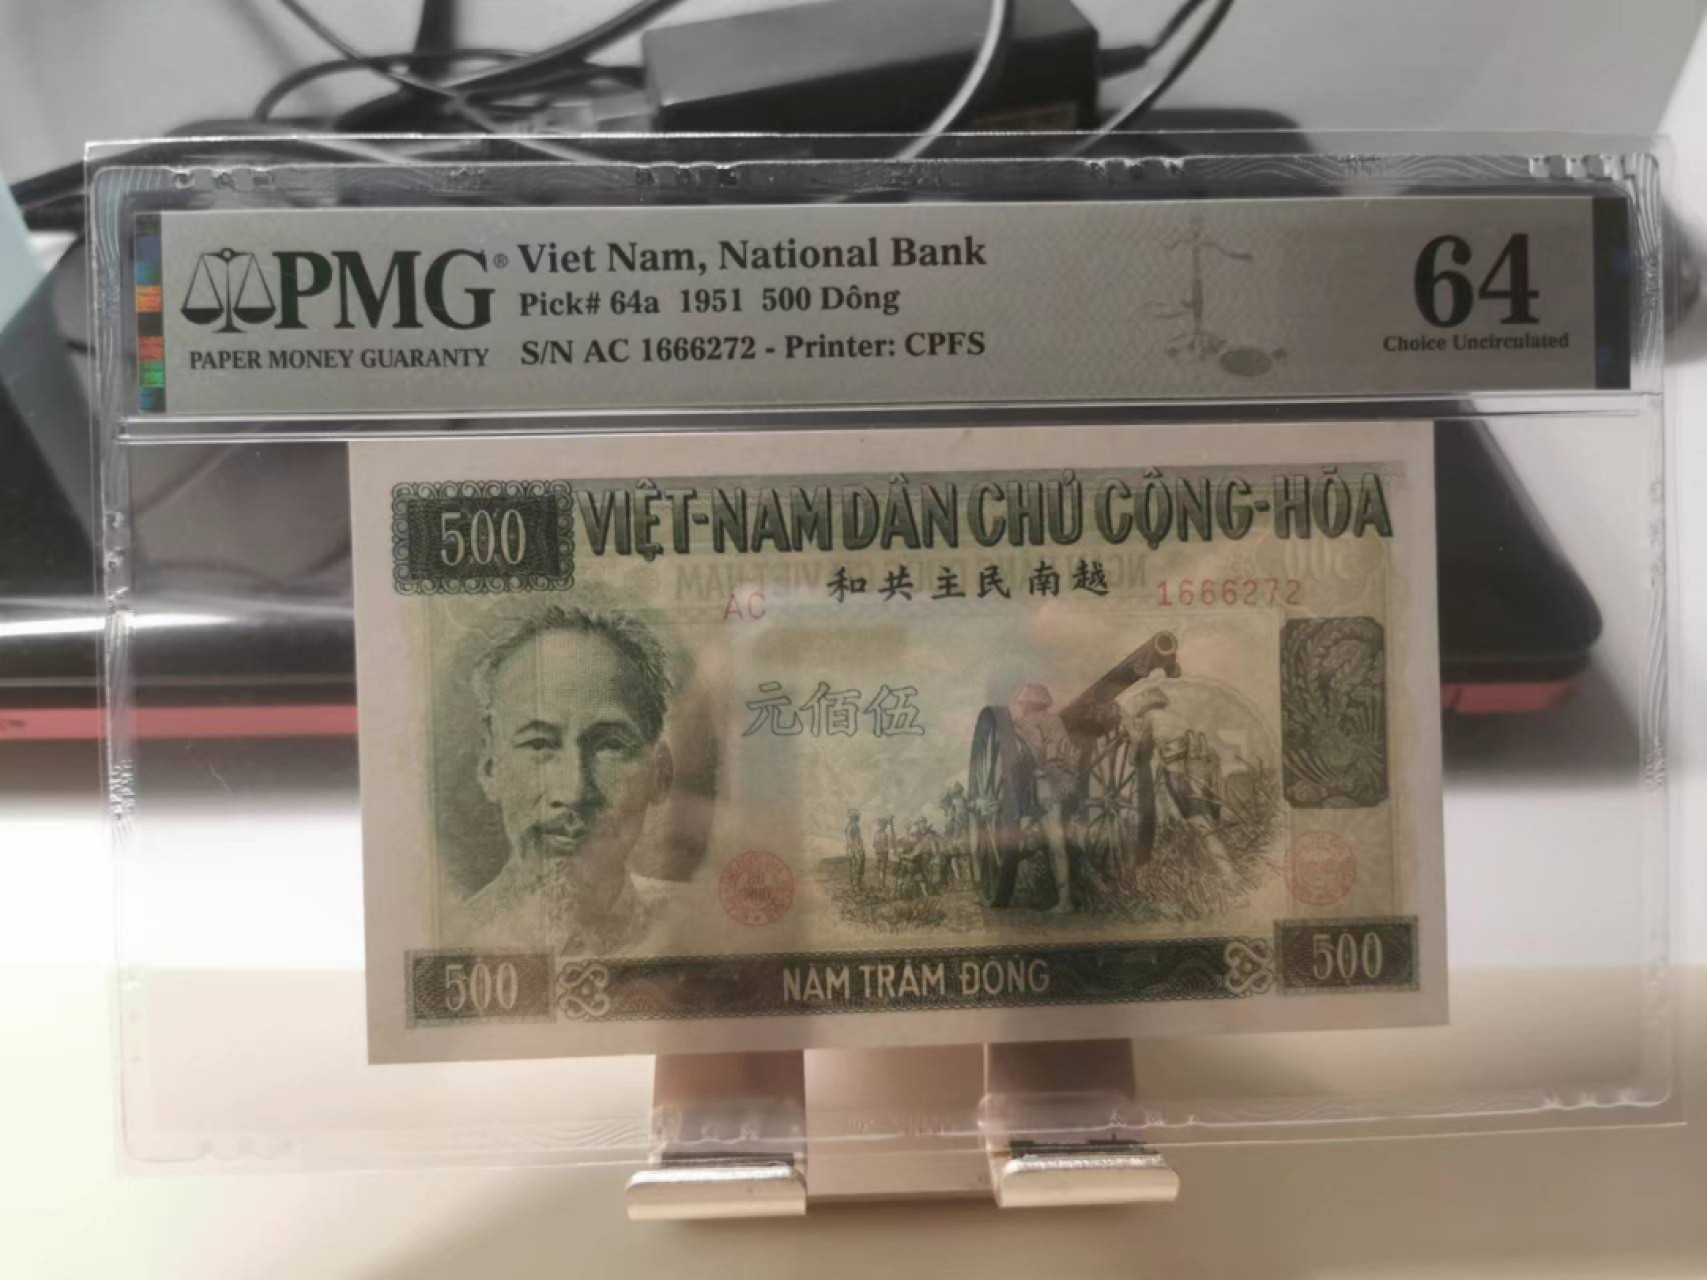 PMG®
PAPER MONEY GUARANTY
Viet Nam, National Bank
Pick# 64a 1951 500 Dông
S/N AC 1666272 - Printer: CPFS
64
Choice Uncirculated
500
VIỆT-NAM DÂN CHỦ CỘNG-HÒA
和共主民南越
AC 1666272
元佰伍
500
NĂM TRĂM ĐỒNG
500